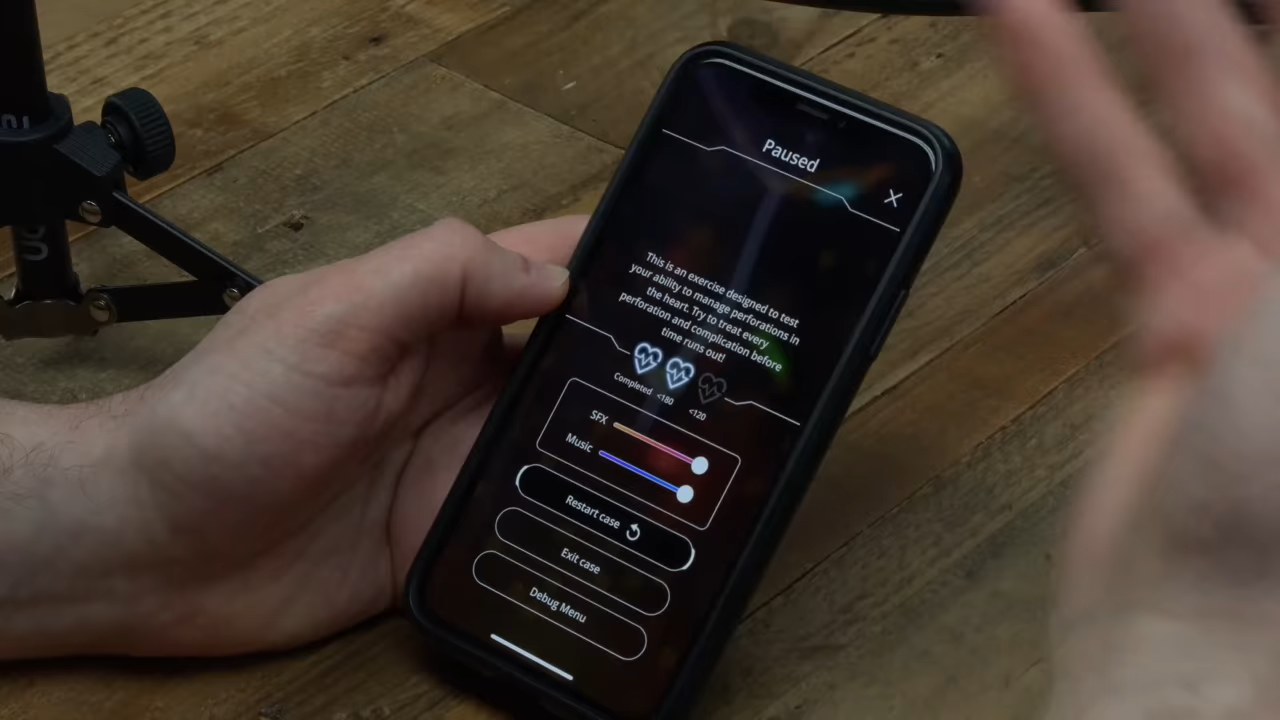 Paused
This is an exercise designed to test
your ability to manage perforations in
the heart. Try to treat every
perforation and complication before
time runs out!
Completed <180 <120
SFX
Music
Restart case
Exit case
Debug Menu